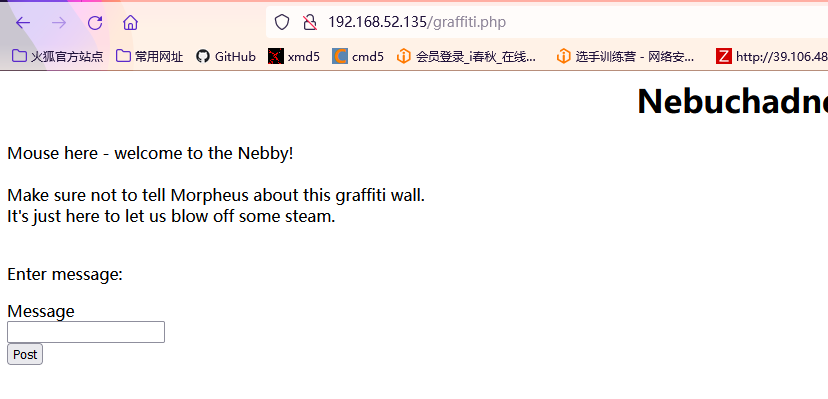 192.168.52.135/graffiti.php
火狐官方站点 常用网址 GitHub xmd5 cmd5 会员登录_i春秋_在线... 选手训练营 - 网络安... http://39.106.48
Nebuchadne
Mouse here - welcome to the Nebby!
Make sure not to tell Morpheus about this graffiti wall.
It's just here to let us blow off some steam.
Enter message:
Message
Post